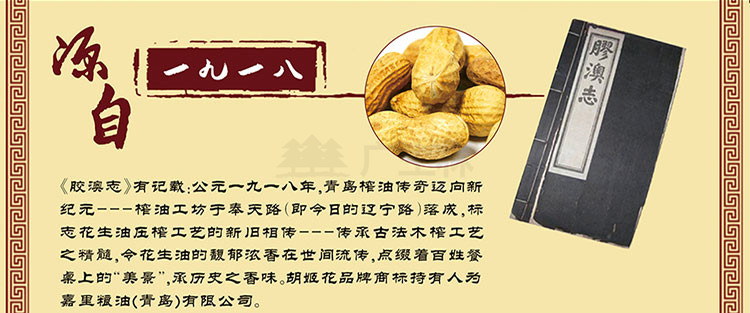 源自
一九一八
膠澳志
《胶澳志》有记载:公元一九一八年,青岛榨油传奇迈向新
纪元---榨油工坊于奉天路(即今日的辽宁路)落成,标
志花生油压榨工艺的新旧相传---传承古法木榨工艺
之精髓,令花生油的馥郁浓香在世间流传,点缀着百姓餐
桌上的“美景”,承历史之香味。胡姬花品牌商标持有人为
嘉里粮油(青岛)有限公司。